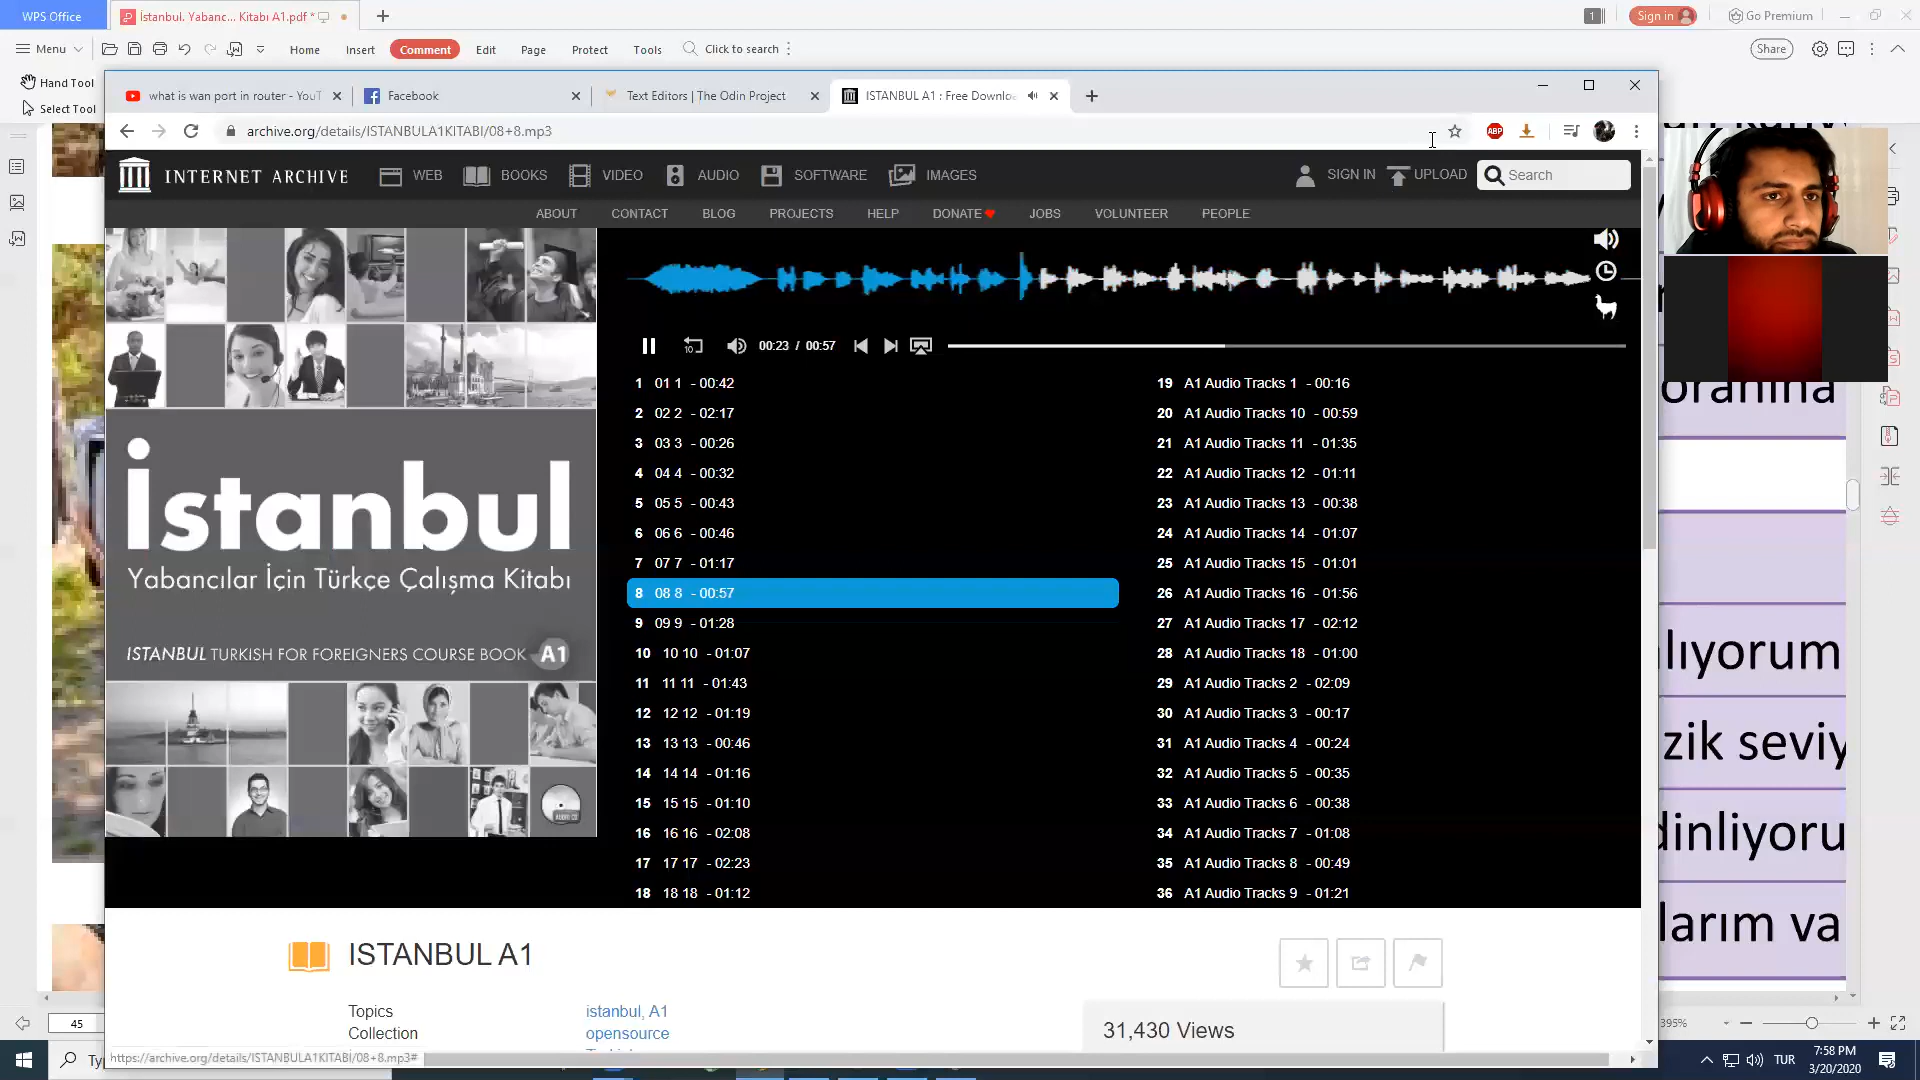 WPS Office
İstanbul. Yabanc... Kitabı A1.pdf *
1
Sign in
Go Premium
Menu
Home
Insert
Comment
Edit
Page
Protect
Tools
Click to search
Share
Hand Tool
Select Tool
what is wan port in router - YouT
Facebook
Text Editors | The Odin Project
ISTANBUL A1 : Free Downlo
archive.org/details/ISTANBULA1KITABI/08+8.mp3
ABP
INTERNET ARCHIVE
WEB
BOOKS
VIDEO
AUDIO
SOFTWARE
IMAGES
SIGN IN
UPLOAD
Search
ABOUT
CONTACT
BLOG
PROJECTS
HELP
DONATE
JOBS
VOLUNTEER
PEOPLE
10
00:23 / 00:57
İstanbul
Yabancılar İçin Türkçe Çalışma Kitabı
ISTANBUL TURKISH FOR FOREIGNERS COURSE BOOK A1
AUDIO CD
1 01 1 - 00:42
2 02 2 - 02:17
3 03 3 - 00:26
4 04 4 - 00:32
5 05 5 - 00:43
6 06 6 - 00:46
7 07 7 - 01:17
8 08 8 - 00:57
9 09 9 - 01:28
10 10 10 - 01:07
11 11 11 - 01:43
12 12 12 - 01:19
13 13 13 - 00:46
14 14 14 - 01:16
15 15 15 - 01:10
16 16 16 - 02:08
17 17 17 - 02:23
18 18 18 - 01:12
19 A1 Audio Tracks 1 - 00:16
20 A1 Audio Tracks 10 - 00:59
21 A1 Audio Tracks 11 - 01:35
22 A1 Audio Tracks 12 - 01:11
23 A1 Audio Tracks 13 - 00:38
24 A1 Audio Tracks 14 - 01:07
25 A1 Audio Tracks 15 - 01:01
26 A1 Audio Tracks 16 - 01:56
27 A1 Audio Tracks 17 - 02:12
28 A1 Audio Tracks 18 - 01:00
29 A1 Audio Tracks 2 - 02:09
30 A1 Audio Tracks 3 - 00:17
31 A1 Audio Tracks 4 - 00:24
32 A1 Audio Tracks 5 - 00:35
33 A1 Audio Tracks 6 - 00:38
34 A1 Audio Tracks 7 - 01:08
35 A1 Audio Tracks 8 - 00:49
36 A1 Audio Tracks 9 - 01:21
oranına
lıyorum
zik seviy
dinliyoru
larım va
ISTANBUL A1
Topics
istanbul, A1
Collection
opensource
31,430 Views
45
395%
https://archive.org/details/ISTANBULA1KITABI/08+8.mp3#
Ty
TUR
7:58 PM
3/20/2020